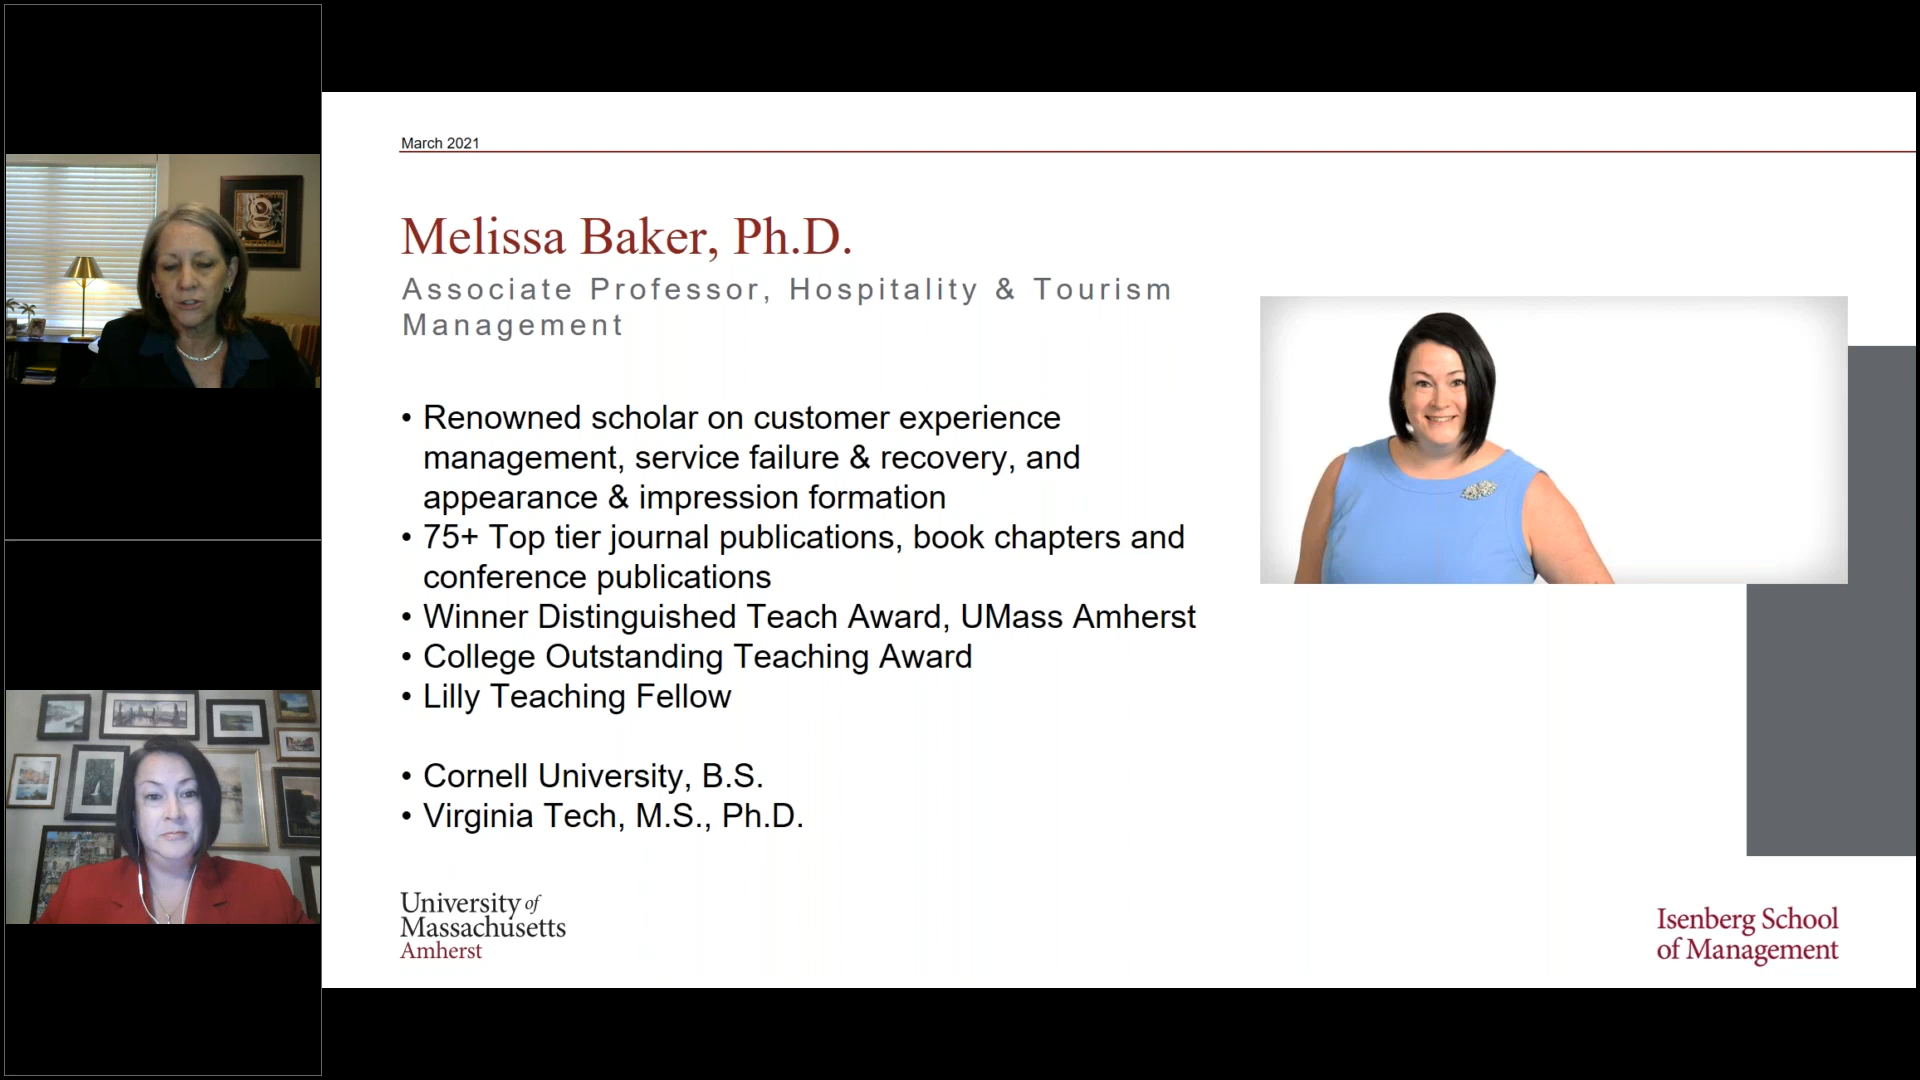 March 2021
Melissa Baker, Ph.D.
Associate Professor, Hospitality & Tourism
Management
• Renowned scholar on customer experience
management, service failure & recovery, and
appearance & impression formation
• 75+ Top tier journal publications, book chapters and
conference publications
• Winner Distinguished Teach Award, UMass Amherst
• College Outstanding Teaching Award
• Lilly Teaching Fellow
• Cornell University, B.S.
• Virginia Tech, M.S., Ph.D.
University of
Massachusetts
Amherst
Isenberg School
of Management